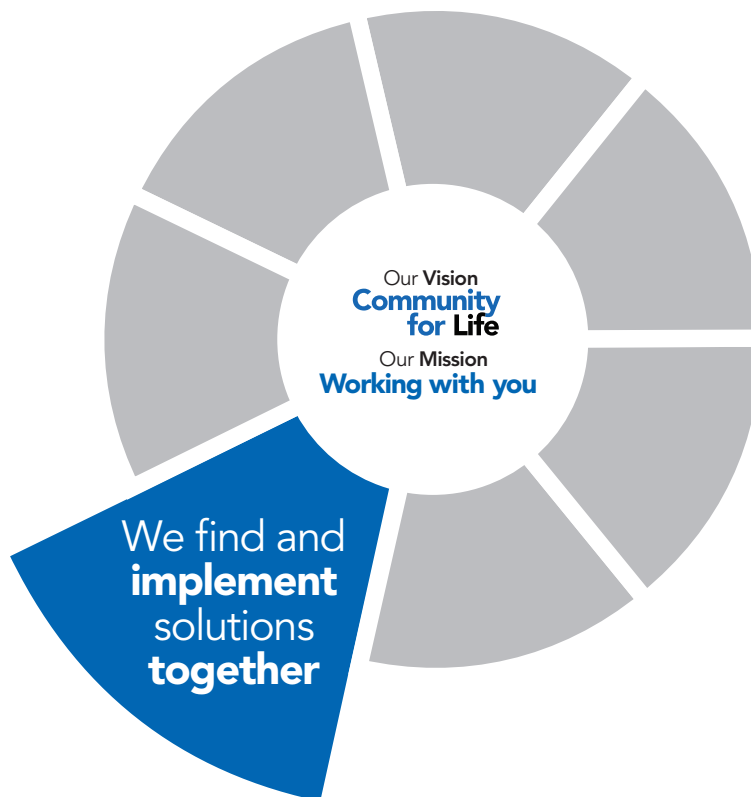 Our Vision
Community
for Life
Our Mission
Working with you
We find and
implement
solutions
together